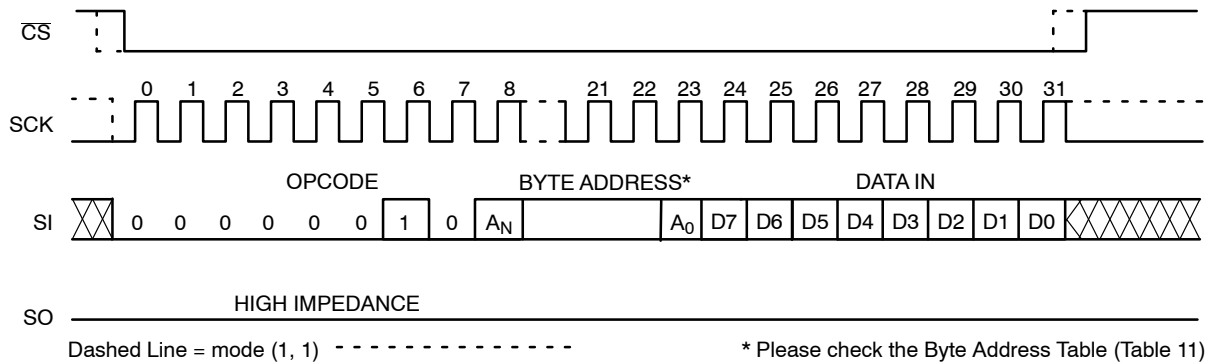 CS
0 1 2 3 4 5 6 7 8 21 22 23 24 25 26 27 28 29 30 31
SCK
OPCODE BYTE ADDRESS* DATA IN
SI 0 0 0 0 0 0 1 0 AN A0 D7 D6 D5 D4 D3 D2 D1 D0
HIGH IMPEDANCE
SO
Dashed Line = mode (1, 1) * Please check the Byte Address Table (Table 11)